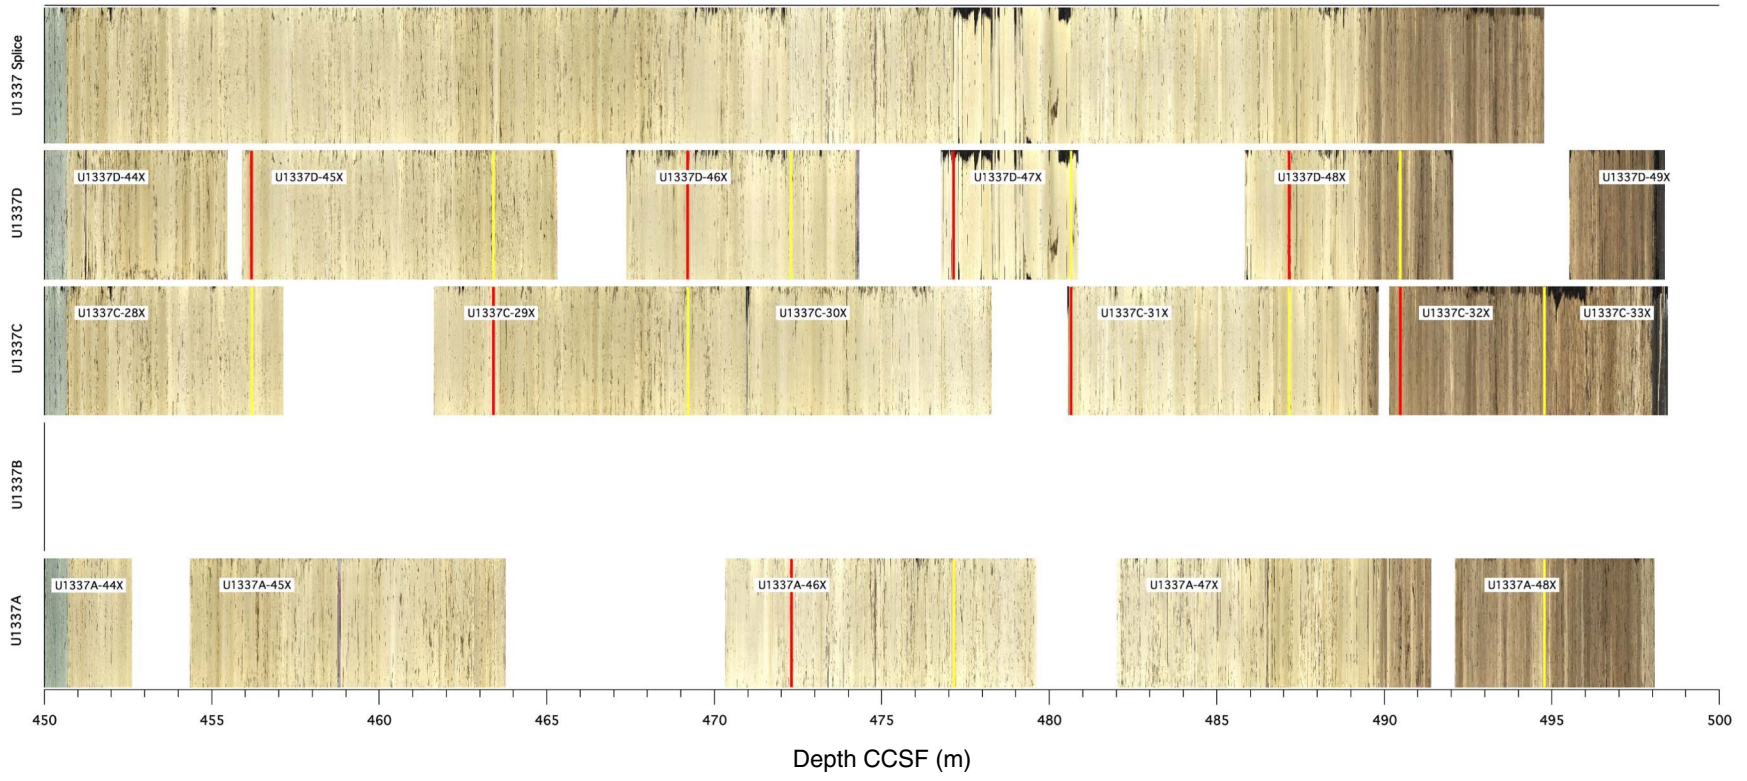 U1337 Splice
U1337D
U1337D-44X U1337D-45X U1337D-46X U1337D-47X U1337D-48X U1337D-49X
U1337C
U1337C-28X U1337C-29X U1337C-30X U1337C-31X U1337C-32X U1337C-33X
U1337B
U1337A
U1337A-44X U1337A-45X U1337A-46X U1337A-47X U1337A-48X
450 455 460 465 470 475 480 485 490 495 500
Depth CCSF (m)